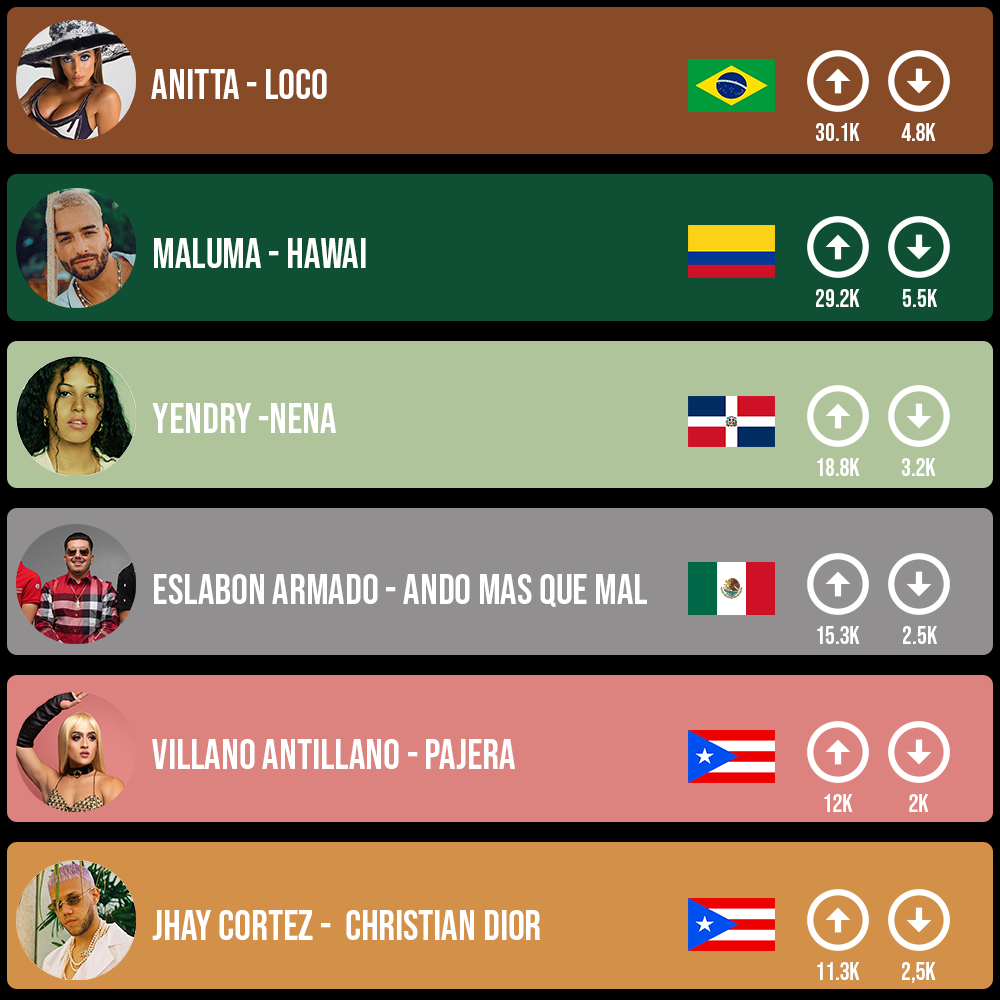 ANITTA - LOCO
30.1K 4.8K
MALUMA - HAWAI
29.2K 5.5K
YENDRY -NENA
18.8K 3.2K
ESLABON ARMADO - ANDO MAS QUE MAL
15.3K 2.5K
VILLANO ANTILLANO - PAJERA
12K 2K
JHAY CORTEZ - CHRISTIAN DIOR
11.3K 2,5K